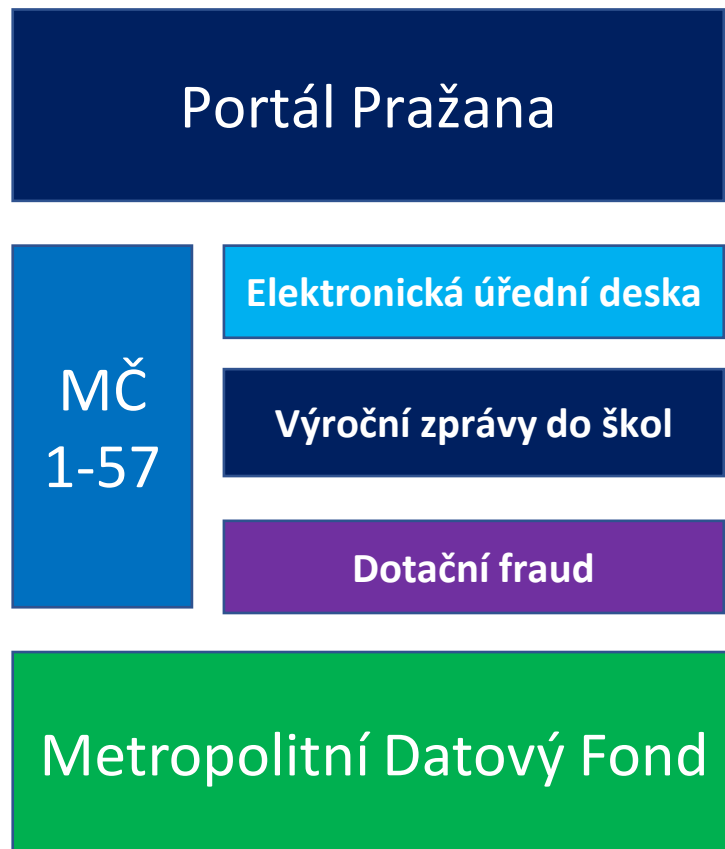 Portál Pražana
MČ
1-57
Elektronická úřední deska
Výroční zprávy do škol
Dotační fraud
Metropolitní Datový Fond